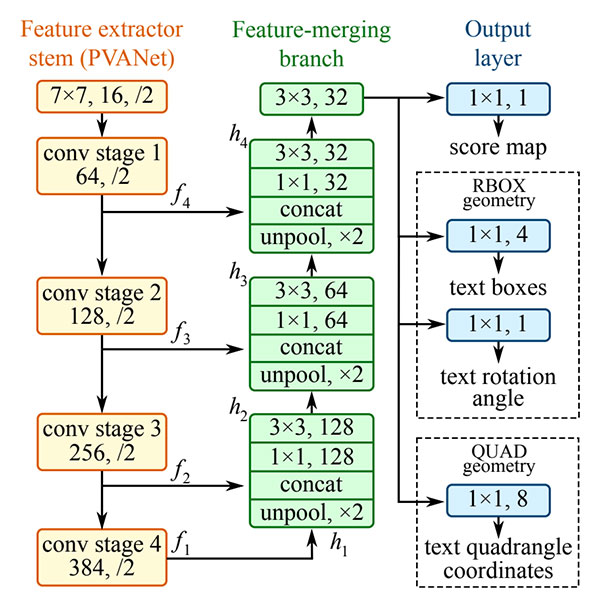 Feature extractor
stem (PVANet)
7×7, 16, /2
conv stage 1
64, /2
f4
conv stage 2
128, /2
f3
conv stage 3
256, /2
f2
conv stage 4
384, /2
f1
Feature-merging
branch
3×3, 32
h4
3×3, 32
1×1, 32
concat
unpool, ×2
h3
3×3, 64
1×1, 64
concat
unpool, ×2
h2
3×3, 128
1×1, 128
concat
unpool, ×2
h1
Output
layer
1×1, 1
score map
RBOX
geometry
1×1, 4
text boxes
1×1, 1
text rotation
angle
QUAD
geometry
1×1, 8
text quadrangle
coordinates